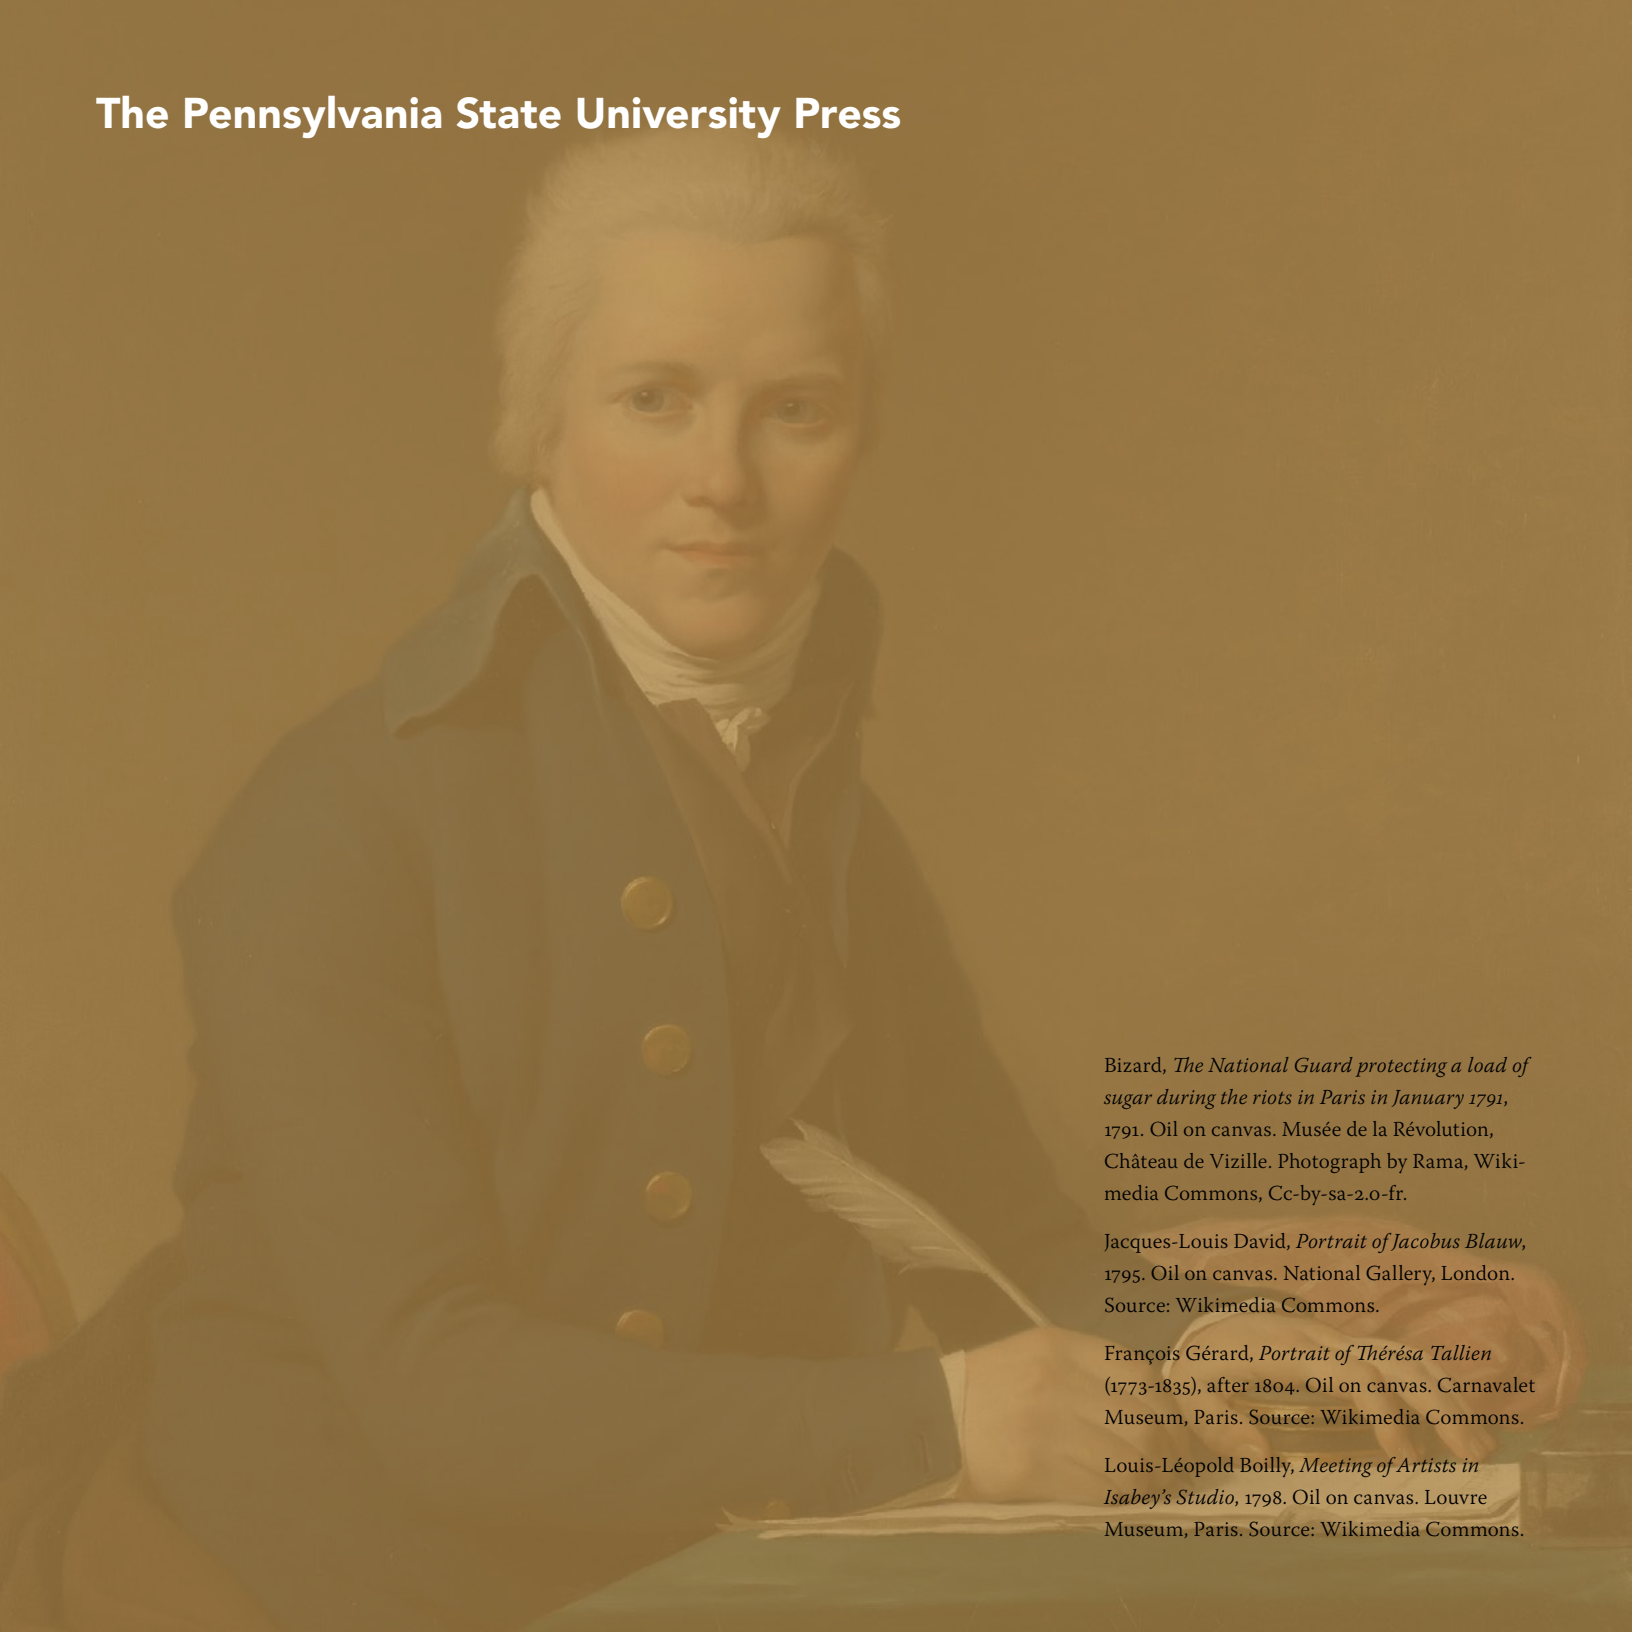 The Pennsylvania State University Press
Bizard, The National Guard protecting a load of
sugar during the riots in Paris in January 1791,
1791. Oil on canvas. Musée de la Révolution,
Château de Vizille. Photograph by Rama, Wiki-
media Commons, Cc-by-sa-2.0-fr.
Jacques-Louis David, Portrait of Jacobus Blauw,
1795. Oil on canvas. National Gallery, London.
Source: Wikimedia Commons.
François Gérard, Portrait of Thérésa Tallien
(1773-1835), after 1804. Oil on canvas. Carnavalet
Museum, Paris. Source: Wikimedia Commons.
Louis-Léopold Boilly, Meeting of Artists in
Isabey’s Studio, 1798. Oil on canvas. Louvre
Museum, Paris. Source: Wikimedia Commons.